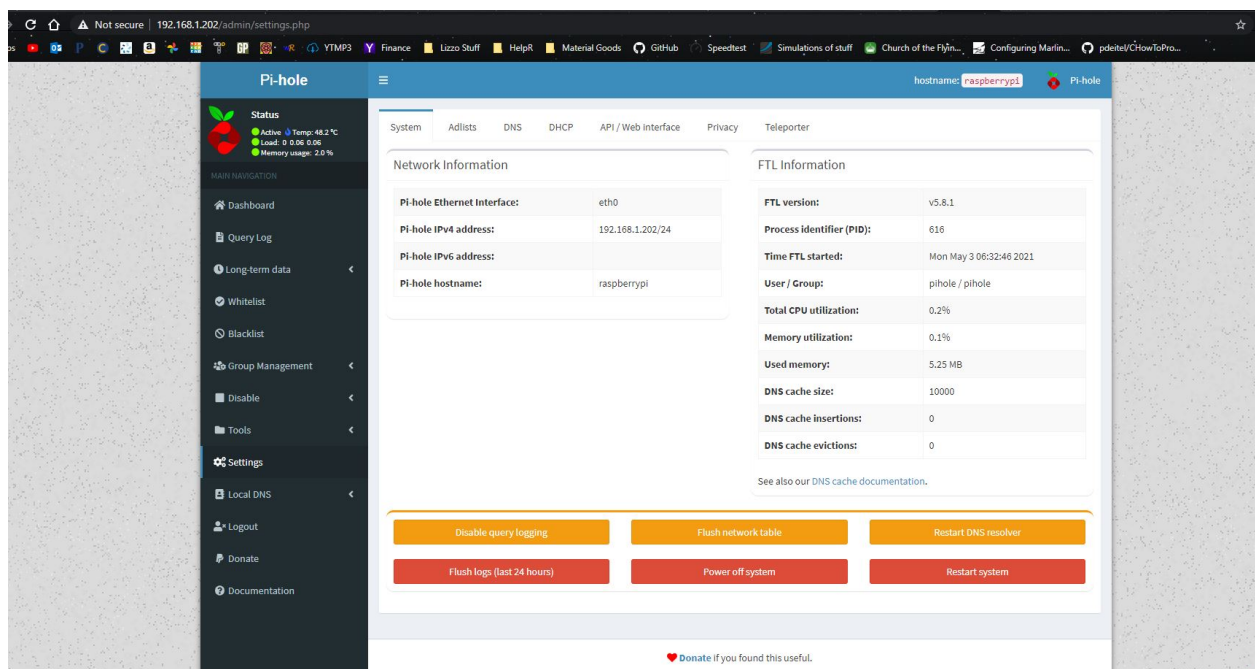 Not secure | 192.168.1.202/admin/settings.php
YTMP3 Finance Lizzo Stuff HelpR Material Goods GitHub Speedtest Simulations of stuff Church of the Flyin... Configuring Marlin... pdeitel/CHowToPro...
Pi-hole hostname: raspberrypi Pi-hole
Status
Active Temp: 48.2 °C
Load: 0 0.06 0.06
Memory usage: 2.0 %
MAIN NAVIGATION
Dashboard
Query Log
Long-term data
Whitelist
Blacklist
Group Management
Disable
Tools
Settings
Local DNS
Logout
Donate
Documentation
System Adlists DNS DHCP API / Web interface Privacy Teleporter
Network Information
Pi-hole Ethernet Interface: eth0
Pi-hole IPv4 address: 192.168.1.202/24
Pi-hole IPv6 address:
Pi-hole hostname: raspberrypi
FTL Information
FTL version: v5.8.1
Process identifier (PID): 616
Time FTL started: Mon May 3 06:32:46 2021
User / Group: pihole / pihole
Total CPU utilization: 0.2%
Memory utilization: 0.1%
Used memory: 5.25 MB
DNS cache size: 10000
DNS cache insertions: 0
DNS cache evictions: 0
See also our DNS cache documentation.
Disable query logging Flush network table Restart DNS resolver
Flush logs (last 24 hours) Power off system Restart system
Donate if you found this useful.